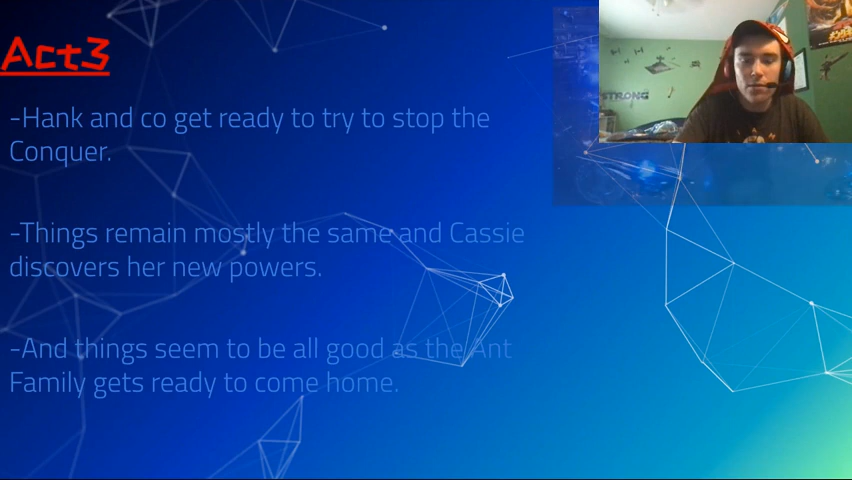 Act3
STRONG
-Hank and co get ready to try to stop the
Conquer.
-Things remain mostly the same and Cassie
discovers her new powers.
-And things seem to be all good as the Ant
Family gets ready to come home.